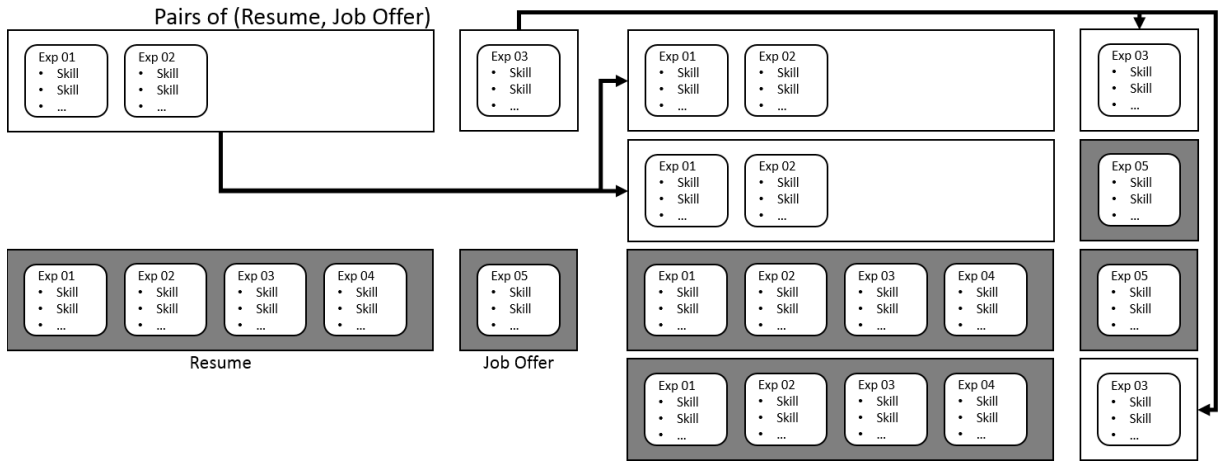 Pairs of (Resume, Job Offer)
Exp 01
• Skill
• Skill
• ...
Exp 02
• Skill
• Skill
• ...
Exp 03
• Skill
• Skill
• ...
Exp 01
• Skill
• Skill
• ...
Exp 02
• Skill
• Skill
• ...
Exp 03
• Skill
• Skill
• ...
Exp 01
• Skill
• Skill
• ...
Exp 02
• Skill
• Skill
• ...
Exp 05
• Skill
• Skill
• ...
Exp 01
• Skill
• Skill
• ...
Exp 02
• Skill
• Skill
• ...
Exp 03
• Skill
• Skill
• ...
Exp 04
• Skill
• Skill
• ...
Exp 05
• Skill
• Skill
• ...
Exp 01
• Skill
• Skill
• ...
Exp 02
• Skill
• Skill
• ...
Exp 03
• Skill
• Skill
• ...
Exp 04
• Skill
• Skill
• ...
Exp 05
• Skill
• Skill
• ...
Resume
Job Offer
Exp 01
• Skill
• Skill
• ...
Exp 02
• Skill
• Skill
• ...
Exp 03
• Skill
• Skill
• ...
Exp 04
• Skill
• Skill
• ...
Exp 03
• Skill
• Skill
• ...